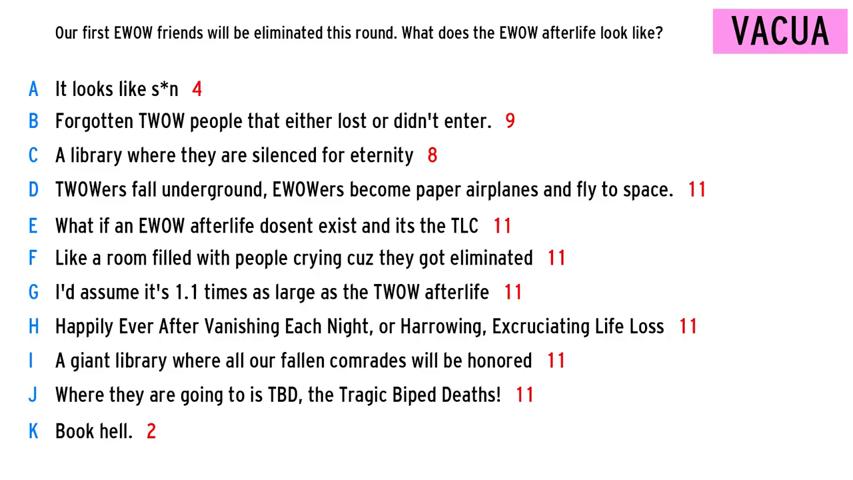 Our first EWOW friends will be eliminated this round. What does the EWOW afterlife look like?
VACUA
A It looks like s*n 4
B Forgotten TWOW people that either lost or didn't enter. 9
C A library where they are silenced for eternity 8
D TWOWers fall underground, EWOWers become paper airplanes and fly to space. 11
E What if an EWOW afterlife dosent exist and its the TLC 11
F Like a room filled with people crying cuz they got eliminated 11
G I'd assume it's 1.1 times as large as the TWOW afterlife 11
H Happily Ever After Vanishing Each Night, or Harrowing, Excruciating Life Loss 11
I A giant library where all our fallen comrades will be honored 11
J Where they are going to is TBD, the Tragic Biped Deaths! 11
K Book hell. 2